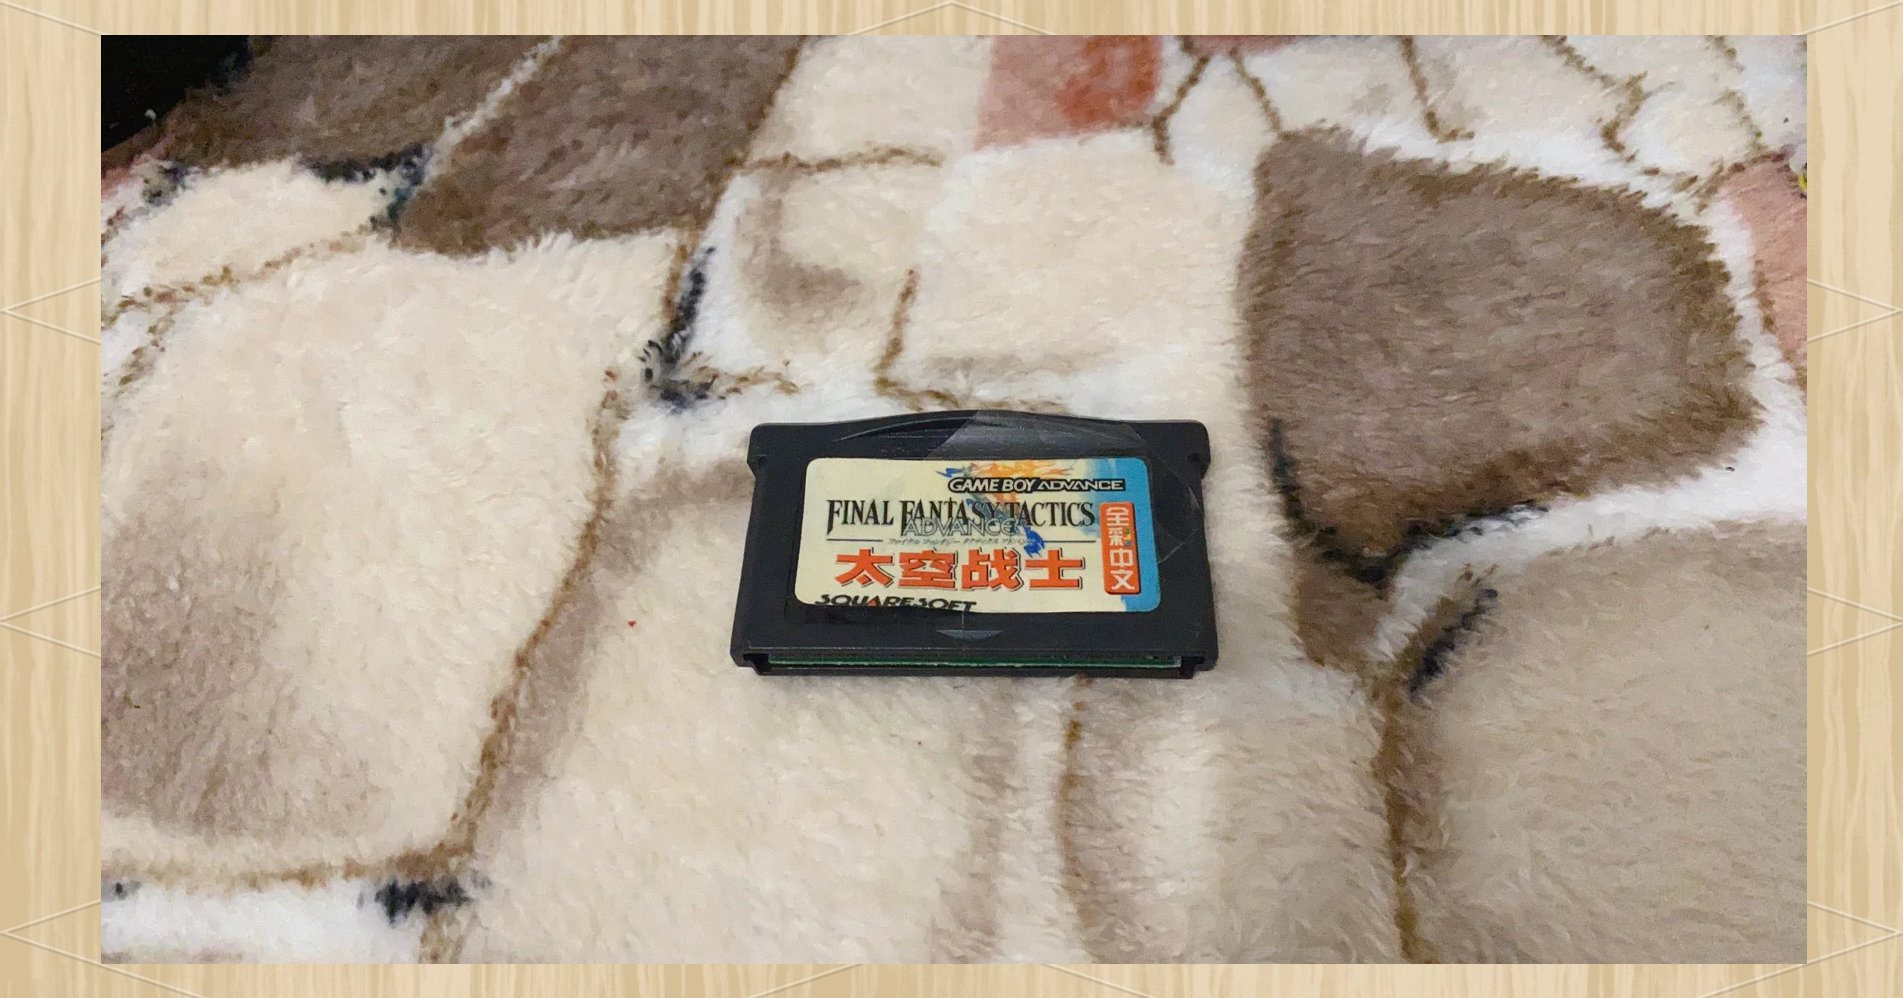 GAME BOY ADVANCE
FINAL FANTASY TACTICS
ADVANCE
太空战士
全彩中文
SQUARESOFT